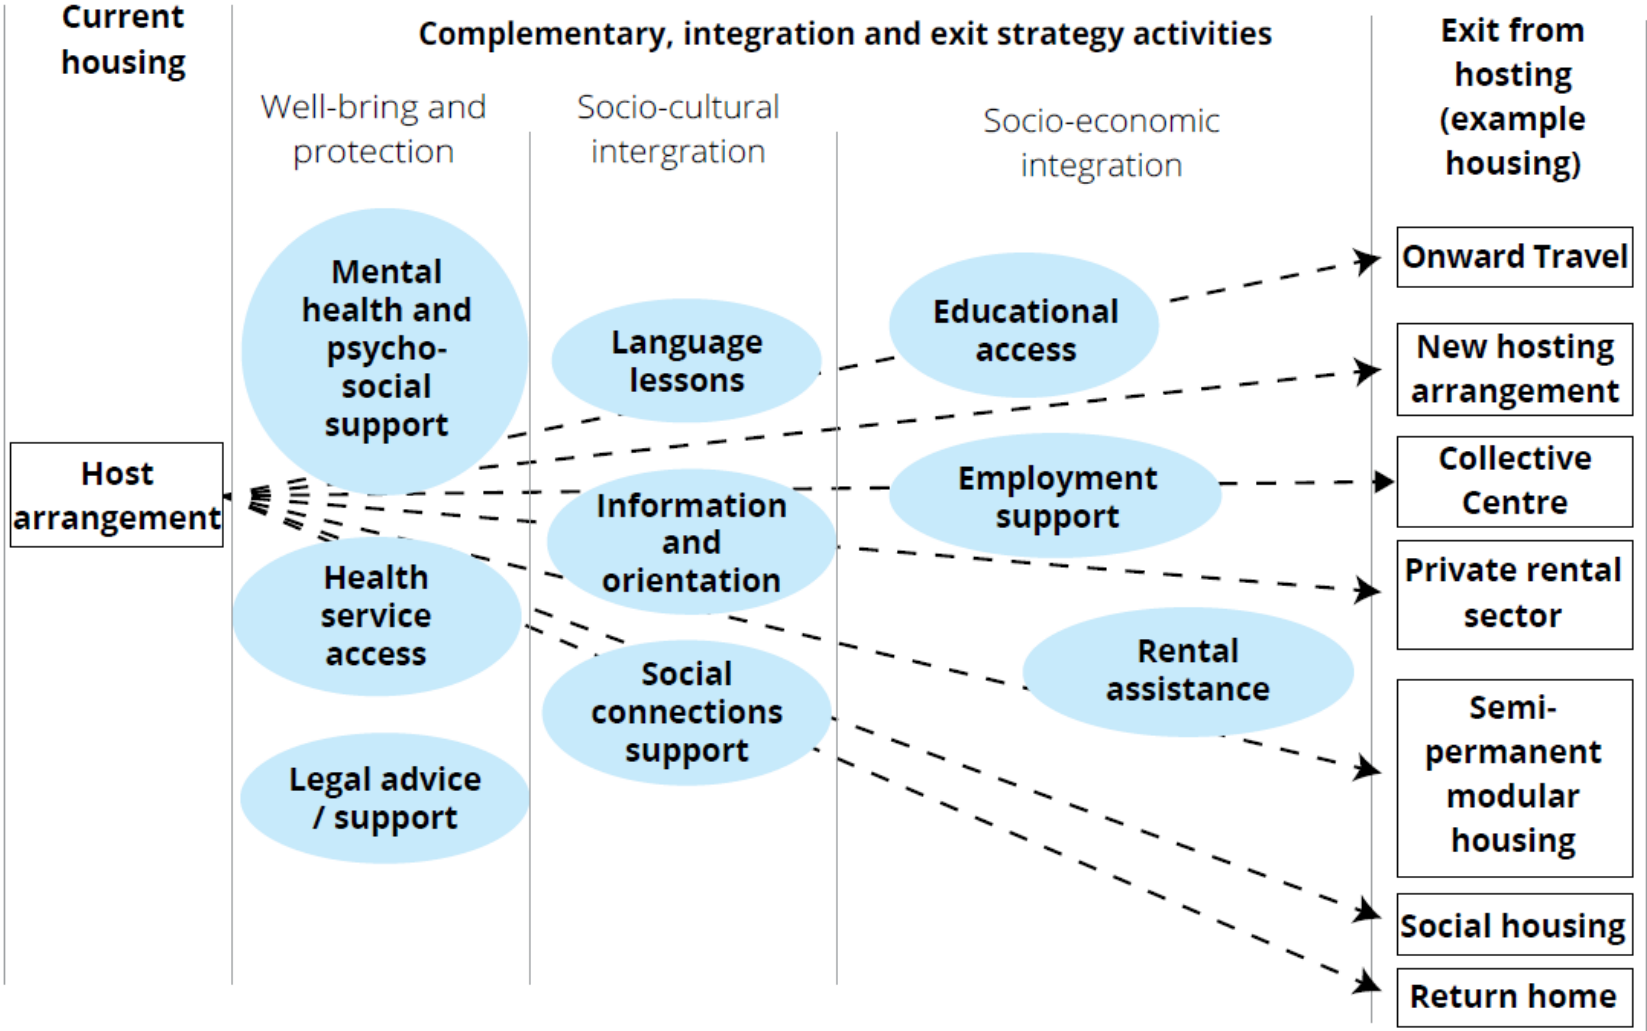 Current
housing
Complementary, integration and exit strategy activities
Exit from
hosting
(example
housing)
Well-bring and
protection
Socio-cultural
intergration
Socio-economic
integration
Host
arrangement
Mental
health and
psycho-
social
support
Health
service
access
Legal advice
/ support
Language
lessons
Information
and
orientation
Social
connections
support
Educational
access
Employment
support
Rental
assistance
Onward Travel
New hosting
arrangement
Collective
Centre
Private rental
sector
Semi-
permanent
modular
housing
Social housing
Return home